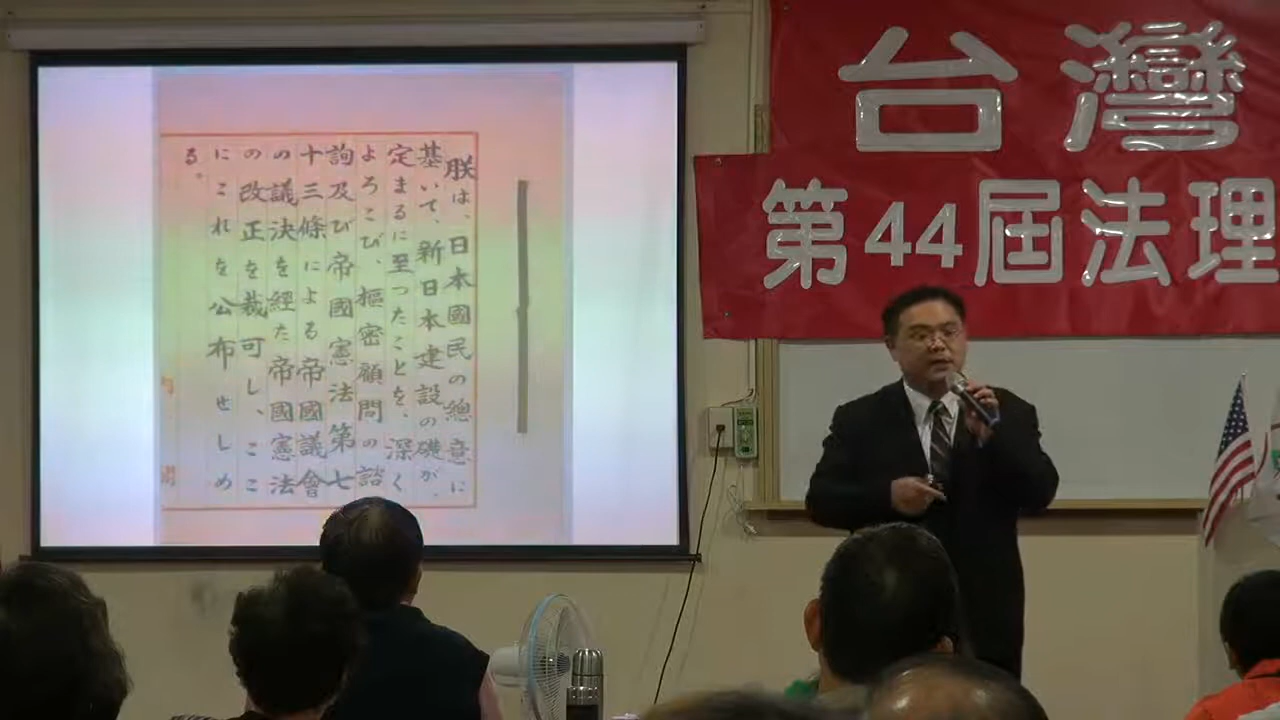 朕は、日本國民の總意に
基いて、新日本建設の礎が、
定まるに至つたことを、深く
よろこび、樞密顧問の諮
詢及び帝國憲法第七
十三條による帝國議會
の議決を經た帝國憲法
の改正を裁可し、ここ
にこれを公布せしめ
る。
台灣
第44屆法理